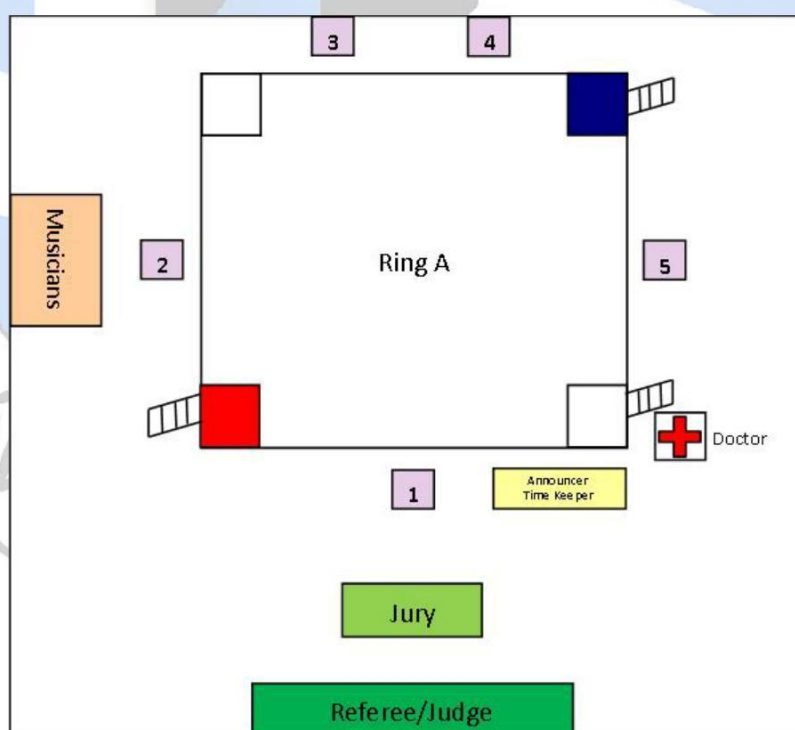 3
4
Musicians
2
Ring A
5
Doctor
1
Announcer
Time Keeper
Jury
Referee/Judge